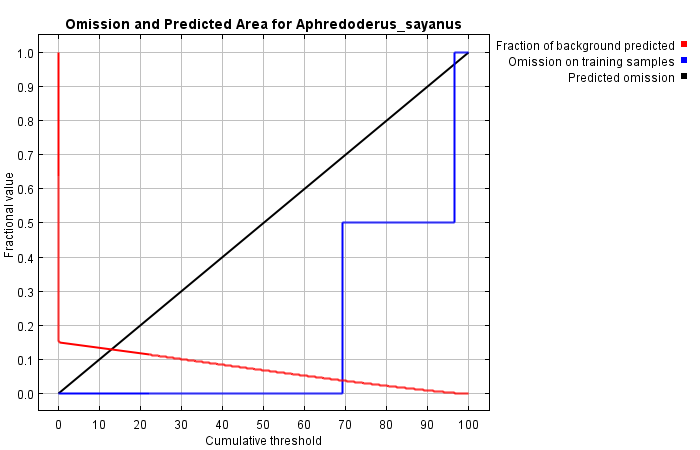 Omission and Predicted Area for Aphredoderus_sayanus
Fraction of background predicted
Omission on training samples
Predicted omission
Fractional value
1.0
0.9
0.8
0.7
0.6
0.5
0.4
0.3
0.2
0.1
0.0
0 10 20 30 40 50 60 70 80 90 100
Cumulative threshold